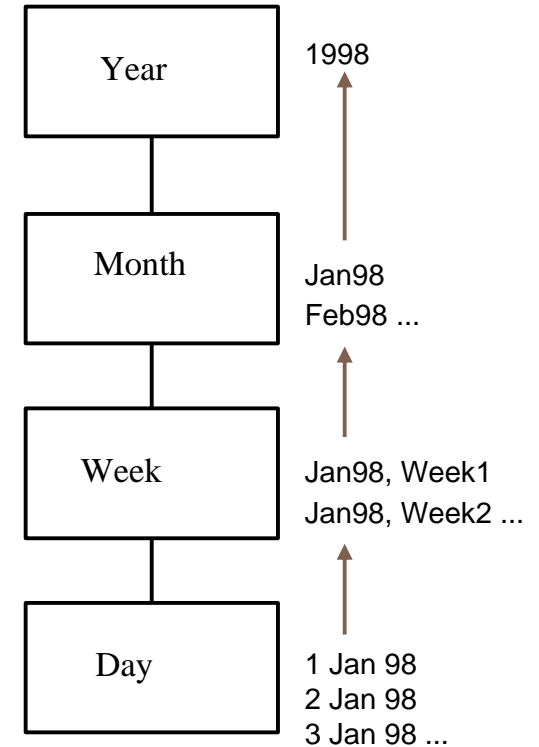 Year
1998
Month
Jan98
Feb98 ...
Week
Jan98, Week1
Jan98, Week2 ...
Day
1 Jan 98
2 Jan 98
3 Jan 98 ...